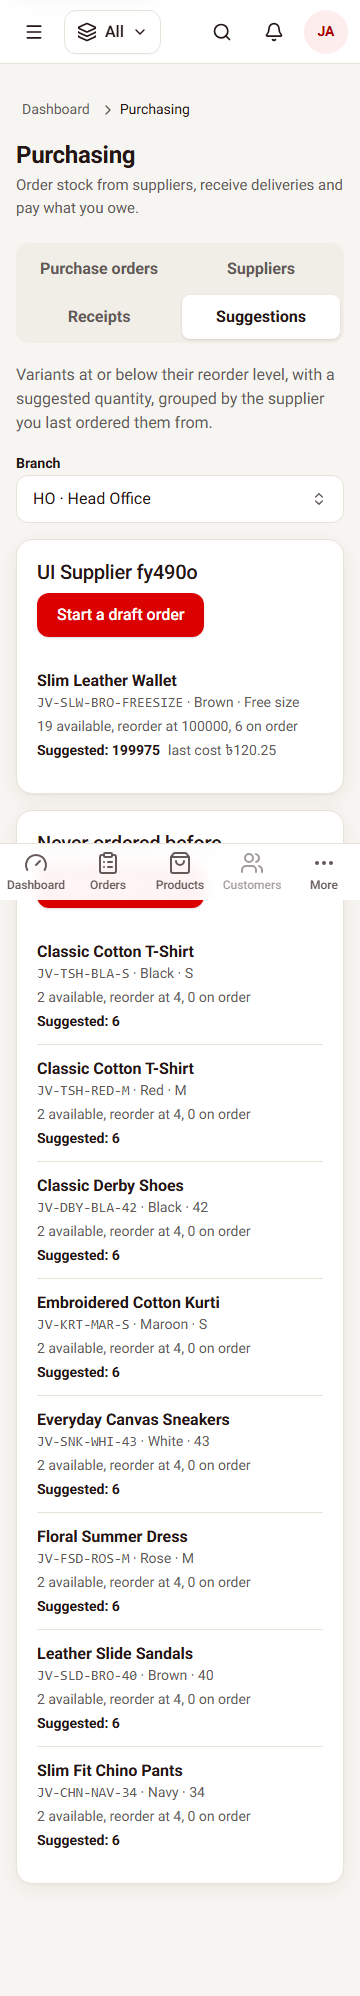 All
JA
Dashboard > Purchasing
Purchasing
Order stock from suppliers, receive deliveries and
pay what you owe.
Purchase orders
Suppliers
Receipts
Suggestions
Variants at or below their reorder level, with a
suggested quantity, grouped by the supplier
you last ordered them from.
Branch
HO · Head Office
UI Supplier fy490o
Start a draft order
Slim Leather Wallet
JV-SLW-BRO-FREESIZE · Brown · Free size
19 available, reorder at 100000, 6 on order
Suggested: 199975 last cost ৳120.25
Never ordered before
Dashboard
Orders
Products
Customers
More
Classic Cotton T-Shirt
JV-TSH-BLA-S · Black · S
2 available, reorder at 4, 0 on order
Suggested: 6
Classic Cotton T-Shirt
JV-TSH-RED-M · Red · M
2 available, reorder at 4, 0 on order
Suggested: 6
Classic Derby Shoes
JV-DBY-BLA-42 · Black · 42
2 available, reorder at 4, 0 on order
Suggested: 6
Embroidered Cotton Kurti
JV-KRT-MAR-S · Maroon · S
2 available, reorder at 4, 0 on order
Suggested: 6
Everyday Canvas Sneakers
JV-SNK-WHI-43 · White · 43
2 available, reorder at 4, 0 on order
Suggested: 6
Floral Summer Dress
JV-FSD-ROS-M · Rose · M
2 available, reorder at 4, 0 on order
Suggested: 6
Leather Slide Sandals
JV-SLD-BRO-40 · Brown · 40
2 available, reorder at 4, 0 on order
Suggested: 6
Slim Fit Chino Pants
JV-CHN-NAV-34 · Navy · 34
2 available, reorder at 4, 0 on order
Suggested: 6